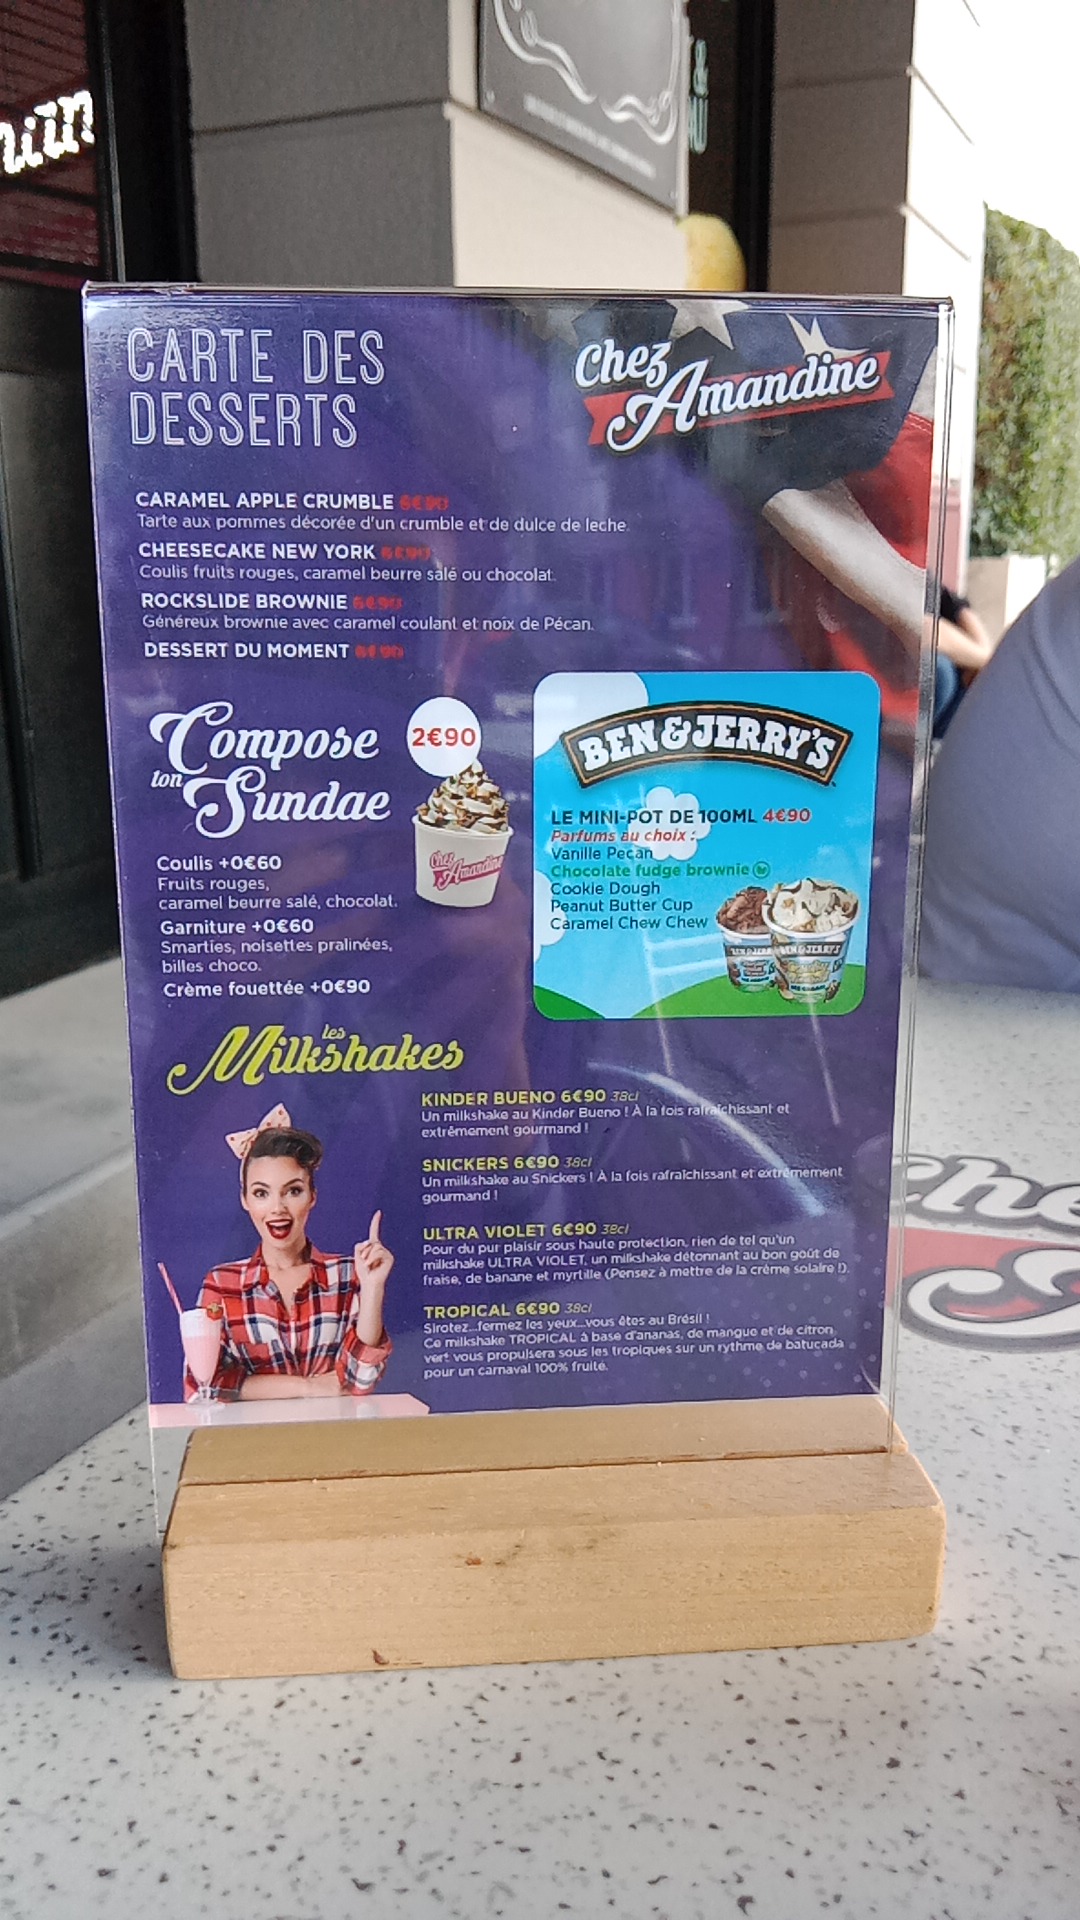 CARTE DES
DESSERTS
Chez
Amandine
CARAMEL APPLE CRUMBLE 6€90
Tarte aux pommes décorée d'un crumble et de dulce de leche.
CHEESECAKE NEW YORK
Coulis fruits rouges, caramel beurre salé ou chocolat.
ROCKSLIDE BROWNIE
Généreux brownie avec caramel coulant et noix de Pécan.
DESSERT DU MOMENT
Compose
ton
Sundae
2€90
Chez
Amandine
Coulis +0€60
Fruits rouges,
caramel beurre salé, chocolat.
Garniture +0€60
Smarties, noisettes pralinées,
billes choco.
Crème fouettée +0€90
BEN & JERRY'S
LE MINI-POT DE 100ML 4€90
Parfums au choix :
Vanille Pecan
Chocolate fudge brownie
Cookie Dough
Peanut Butter Cup
Caramel Chew Chew
BEN & JERRY'S
les
Milkshakes
KINDER BUENO 6€90 38cl
Un milkshake au Kinder Bueno ! À la fois rafraîchissant et
extrêmement gourmand !
SNICKERS 6€90 38cl
Un milkshake au Snickers ! À la fois rafraîchissant et extrêmement
gourmand !
ULTRA VIOLET 6€90 38cl
Pour du pur plaisir sous haute protection, rien de tel qu'un
milkshake ULTRA VIOLET, un milkshake détonnant au bon goût de
fraise, de banane et myrtille (Pensez à mettre de la crème solaire !).
TROPICAL 6€90 38cl
Sirotez...fermez les yeux...vous êtes au Brésil !
Ce milkshake TROPICAL à base d'ananas, de mangue et de citron
vert vous propulsera sous les tropiques sur un rythme de batucada
pour un carnaval 100% fruité.